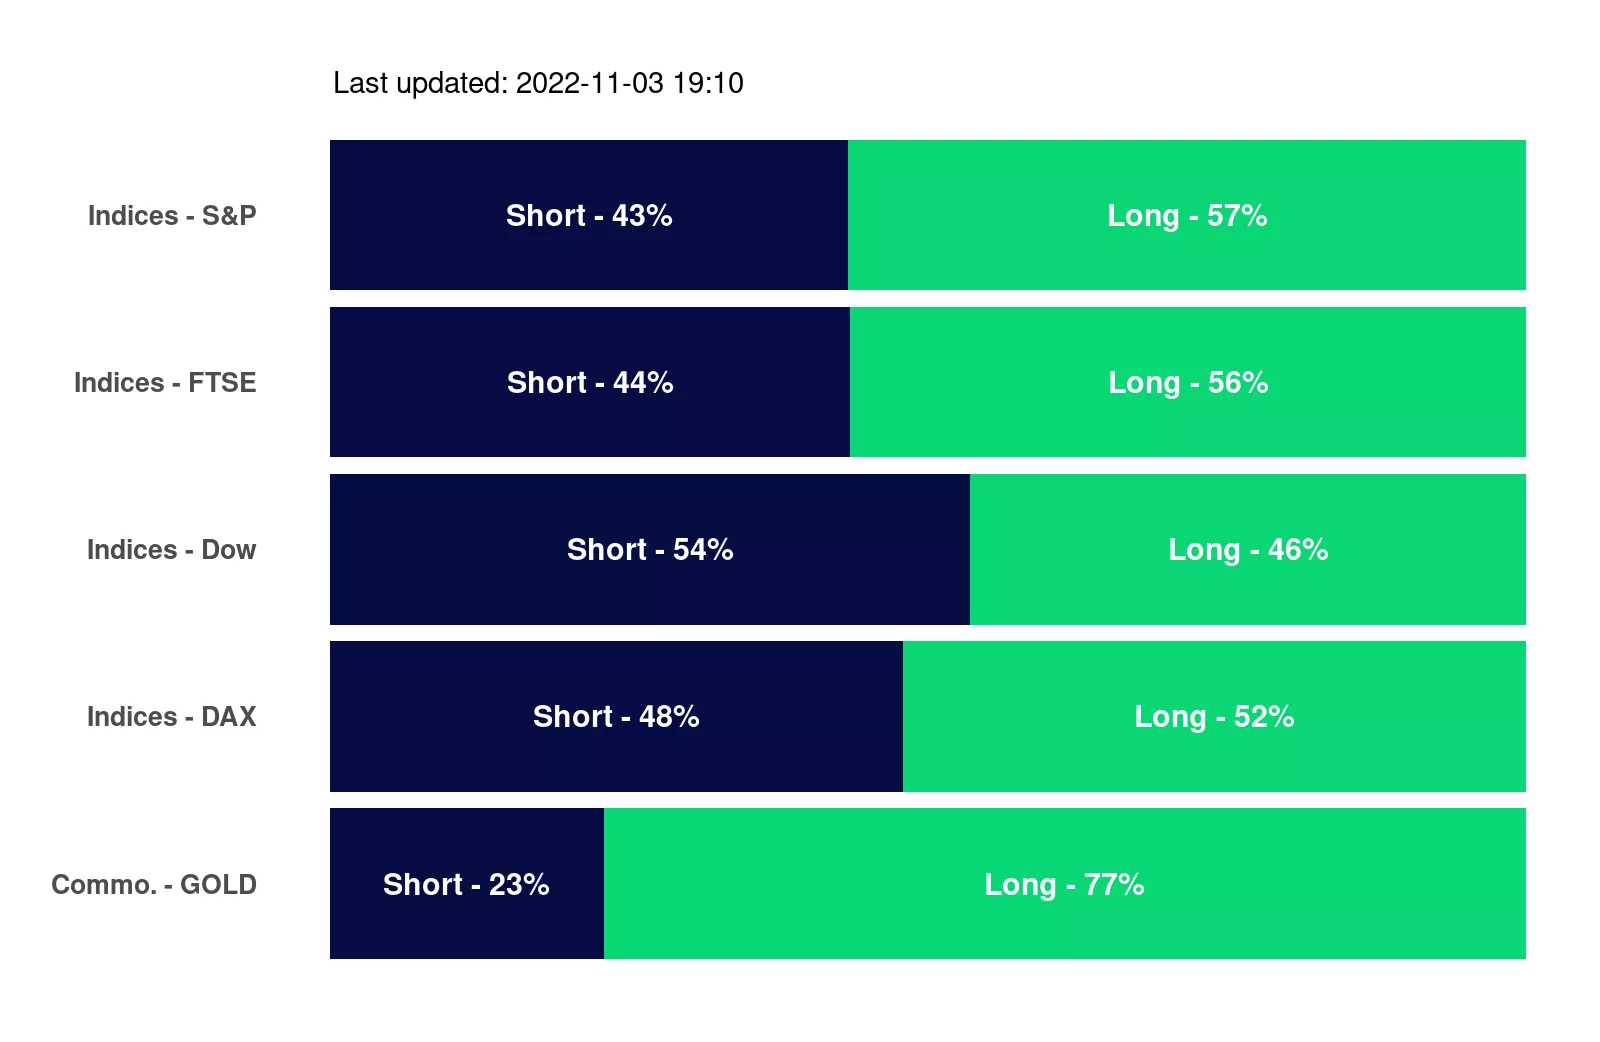 Last updated: 2022-11-03 19:10
Indices - S&P Short - 43% Long - 57%
Indices - FTSE Short - 44% Long - 56%
Indices - Dow Short - 54% Long - 46%
Indices - DAX Short - 48% Long - 52%
Commo. - GOLD Short - 23% Long - 77%